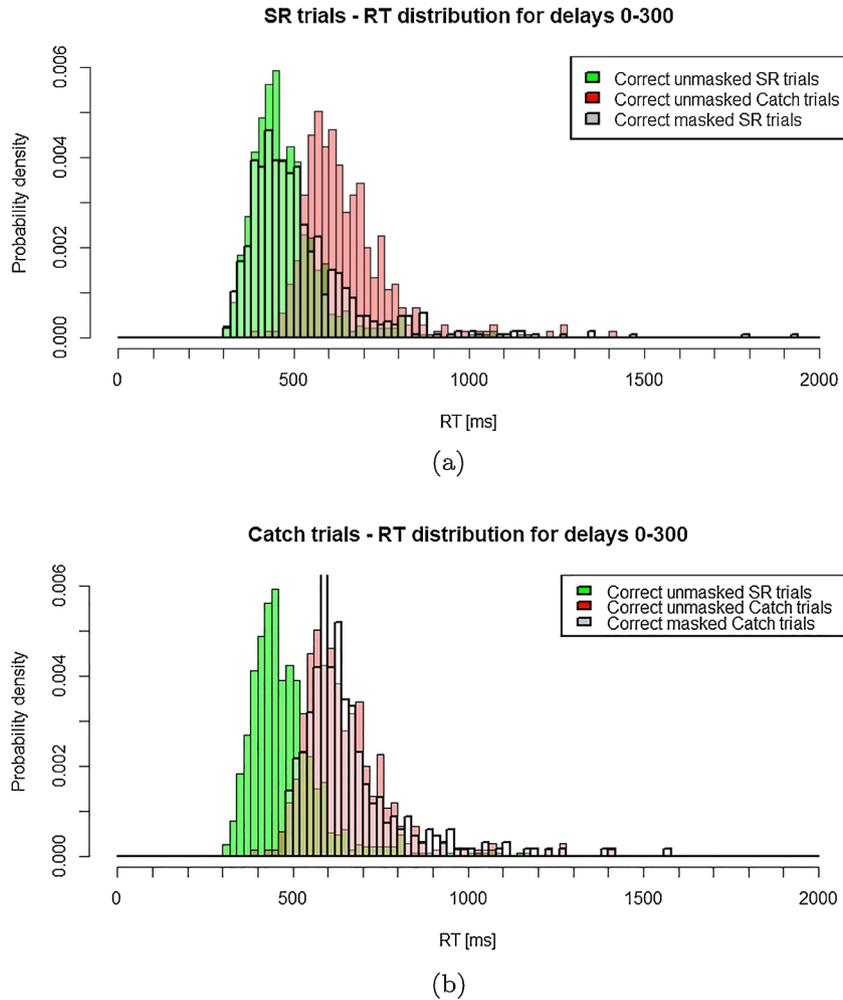 SR trials - RT distribution for delays 0-300
Correct unmasked SR trials
Correct unmasked Catch trials
Correct masked SR trials
Probability density
0.006
0.004
0.002
0.000
0 500 1000 1500 2000
RT [ms]
(a)
Catch trials - RT distribution for delays 0-300
Correct unmasked SR trials
Correct unmasked Catch trials
Correct masked Catch trials
Probability density
0.006
0.004
0.002
0.000
0 500 1000 1500 2000
RT [ms]
(b)